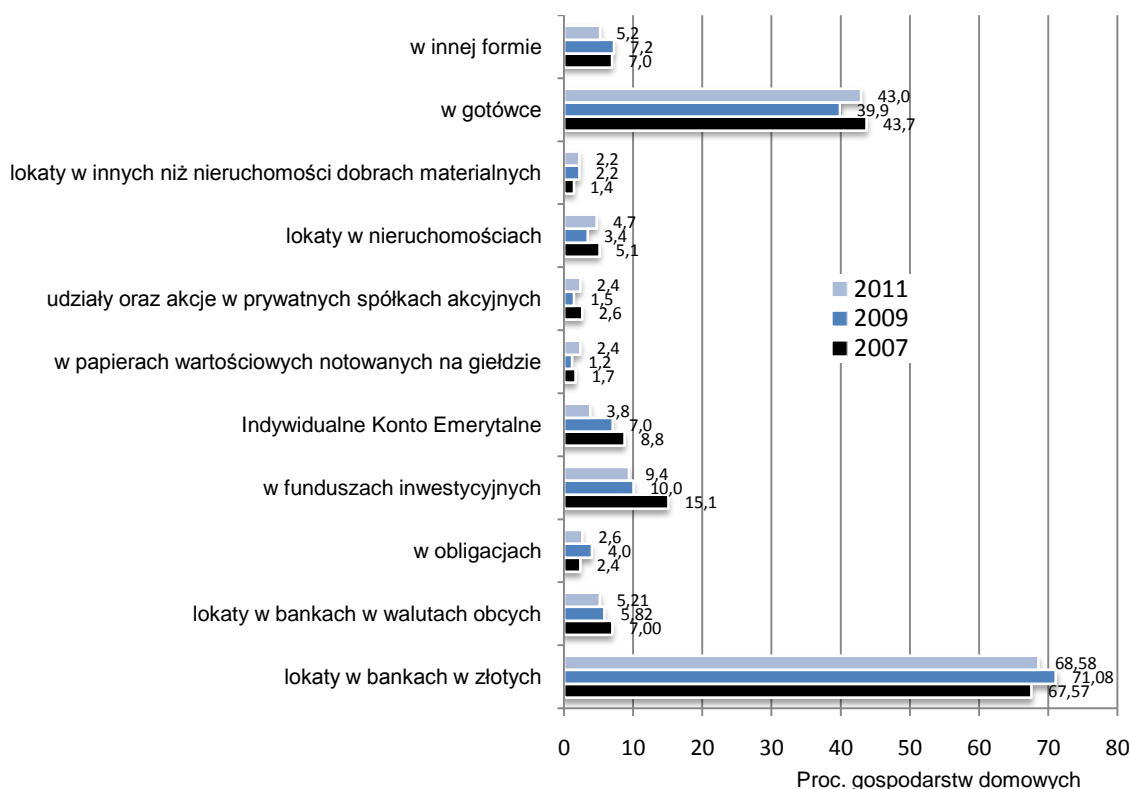 w innej formie
5,2
7,2
7,0
w gotówce
43,0
39,9
43,7
lokaty w innych niż nieruchomości dobrach materialnych
2,2
2,2
1,4
lokaty w nieruchomościach
4,7
3,4
5,1
udziały oraz akcje w prywatnych spółkach akcyjnych
2,4
1,5
2,6
w papierach wartościowych notowanych na giełdzie
2,4
1,2
1,7
Indywidualne Konto Emerytalne
3,8
7,0
8,8
w funduszach inwestycyjnych
9,4
10,0
15,1
w obligacjach
2,6
4,0
2,4
lokaty w bankach w walutach obcych
5,21
5,82
7,00
lokaty w bankach w złotych
68,58
71,08
67,57
2011
2009
2007
0 10 20 30 40 50 60 70 80
Proc. gospodarstw domowych